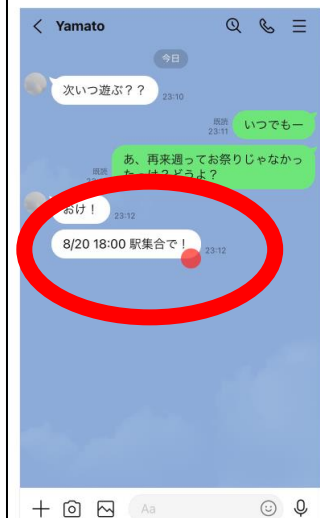 Yamato
今日
次いつ遊ぶ？？
23:10
既読
23:11
いつでもー
あ、再来週ってお祭りじゃなかっ
たっけ？どうよ？
既読
おけ！
23:12
8/20 18:00 駅集合で！
23:12
Aa